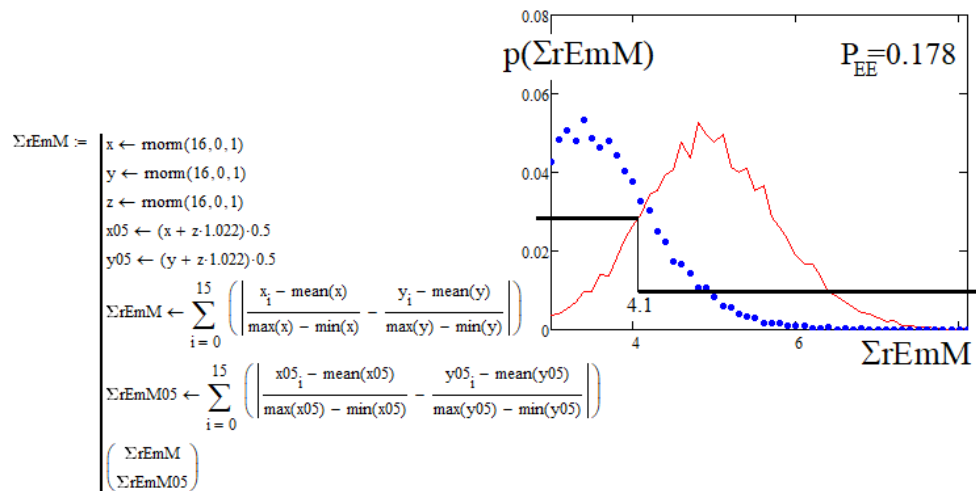 ΣrEmM :=
x ← rnorm(16, 0, 1)
y ← rnorm(16, 0, 1)
z ← rnorm(16, 0, 1)
x05 ← (x + z·1.022)·0.5
y05 ← (y + z·1.022)·0.5
ΣrEmM ← ∑_{i = 0}^{15} ( | (x_i − mean(x)) / (max(x) − min(x)) − (y_i − mean(y)) / (max(y) − min(y)) | )
ΣrEmM05 ← ∑_{i = 0}^{15} ( | (x05_i − mean(x05)) / (max(x05) − min(x05)) − (y05_i − mean(y05)) / (max(y05) − min(y05)) | )
( ΣrEmM
ΣrEmM05 )
0.08
p(ΣrEmM)
P_EE=0.178
0.06
0.04
0.02
4.1
0
4
6
ΣrEmM